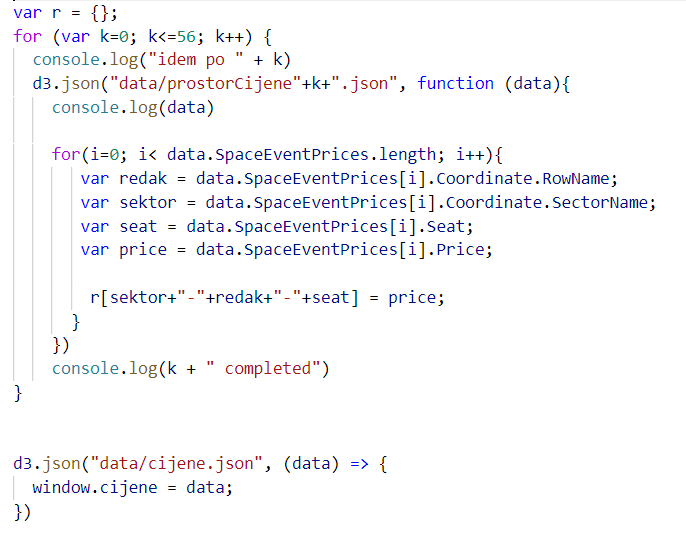 var r = {};
for (var k=0; k<=56; k++) {
console.log("idem po " + k)
d3.json("data/prostorCijene"+k+".json", function (data){
console.log(data)
for(i=0; i< data.SpaceEventPrices.length; i++){
var redak = data.SpaceEventPrices[i].Coordinate.RowName;
var sektor = data.SpaceEventPrices[i].Coordinate.SectorName;
var seat = data.SpaceEventPrices[i].Seat;
var price = data.SpaceEventPrices[i].Price;
r[sektor+"-"+redak+"-"+seat] = price;
}
})
console.log(k + " completed")
}
d3.json("data/cijene.json", (data) => {
window.cijene = data;
})